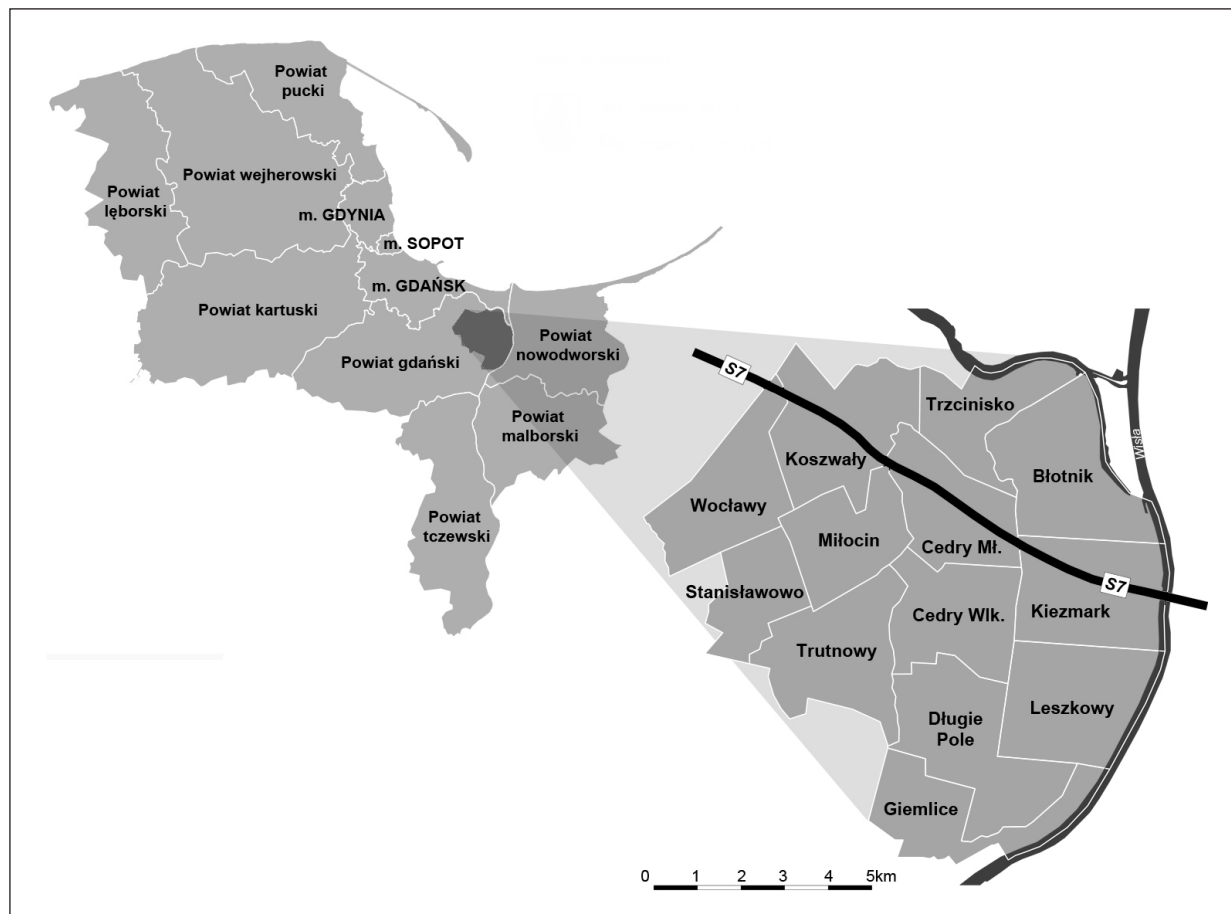 Powiat
pucki
Powiat wejherowski
Powiat
lęborski
m. GDYNIA
m. SOPOT
m. GDAŃSK
Powiat kartuski
Powiat gdański
Powiat
nowodworski
Powiat
malborski
Powiat
tczewski
S7
Trzcinisko
Wisła
Koszwały
Błotnik
Wocławy
Miłocin
Cedry Mł.
Stanisławowo
S7
Cedry Wlk.
Kiezmark
Trutnowy
Leszkowy
Długie
Pole
Giemlice
0 1 2 3 4 5km